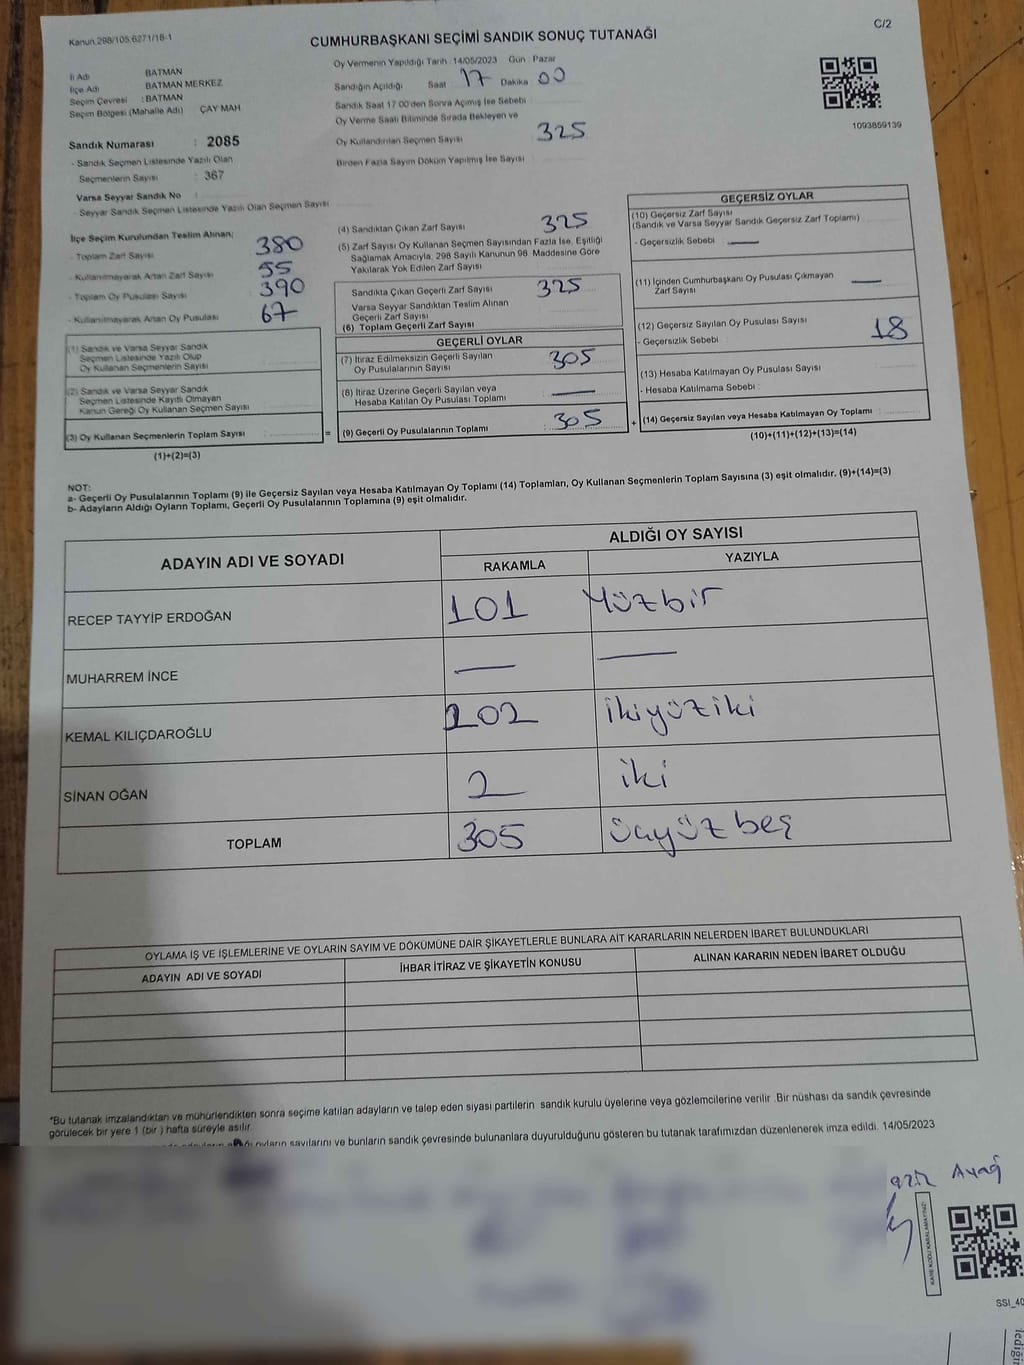 Kanun.298/105,6271/18-1
C/2
CUMHURBAŞKANI SEÇİMİ SANDIK SONUÇ TUTANAĞI
İl Adı BATMAN
İlçe Adı BATMAN MERKEZ
Seçim Çevresi : BATMAN
Seçim Bölgesi (Mahalle Adı) ÇAY MAH
Sandık Numarası : 2085
- Sandık Seçmen Listesinde Yazılı Olan
Seçmenlerin Sayısı : 367
Varsa Seyyar Sandık No :
- Seyyar Sandık Seçmen Listesinde Yazılı Olan Seçmen Sayısı
Oy Vermenin Yapıldığı Tarih : 14/05/2023 Gün : Pazar
Sandığın Açıldığı Saat 17 Dakika 00
Sandık Saat 17 00'den Sonra Açmış İse Sebebi :
Oy Verme Saati Bitiminde Sırada Bekleyen ve
Oy Kullandırılan Seçmen Sayısı 325
Birden Fazla Sayım Döküm Yapılmış İse Sayısı :
1093859139
İlçe Seçim Kurulundan Teslim Alınan;
- Toplam Zarf Sayısı 380
- Kullanılmayarak Artan Zarf Sayısı 55
- Toplam Oy Pusulası Sayısı 390
- Kullanılmayarak Artan Oy Pusulası 67
(1) Sandık ve Varsa Seyyar Sandık
Seçmen Listesinde Yazılı Olup
Oy Kullanan Seçmenlerin Sayısı
(2) Sandık ve Varsa Seyyar Sandık
Seçmen Listesinde Kayıtlı Olmayan
Kanun Gereği Oy Kullanan Seçmen Sayısı
(3) Oy Kullanan Seçmenlerin Toplam Sayısı :
(1)+(2)=(3)
=
(4) Sandıktan Çıkan Zarf Sayısı 325
(5) Zarf Sayısı Oy Kullanan Seçmen Sayısından Fazla İse, Eşitliği
Sağlamak Amacıyla, 298 Sayılı Kanunun 98. Maddesine Göre
Yakılarak Yok Edilen Zarf Sayısı
Sandıkta Çıkan Geçerli Zarf Sayısı 325
Varsa Seyyar Sandıktan Teslim Alınan
Geçerli Zarf Sayısı
(6) Toplam Geçerli Zarf Sayısı
GEÇERLİ OYLAR
(7) İtiraz Edilmeksizin Geçerli Sayılan
Oy Pusulalarının Sayısı 305
(8) İtiraz Üzerine Geçerli Sayılan veya
Hesaba Katılan Oy Pusulası Toplamı —
(9) Geçerli Oy Pusulalarının Toplamı : 305
+
GEÇERSİZ OYLAR
(10) Geçersiz Zarf Sayısı
(Sandık ve Varsa Seyyar Sandık Geçersiz Zarf Toplamı)
- Geçersizlik Sebebi : —
(11) İçinden Cumhurbaşkanı Oy Pusulası Çıkmayan
Zarf Sayısı —
(12) Geçersiz Sayılan Oy Pusulası Sayısı 18
- Geçersizlik Sebebi :
(13) Hesaba Katılmayan Oy Pusulası Sayısı
- Hesaba Katılmama Sebebi :
(14) Geçersiz Sayılan veya Hesaba Katılmayan Oy Toplamı :
(10)+(11)+(12)+(13)=(14)
NOT:
a- Geçerli Oy Pusulalarının Toplamı (9) ile Geçersiz Sayılan veya Hesaba Katılmayan Oy Toplamı (14) Toplamları, Oy Kullanan Seçmenlerin Toplam Sayısına (3) eşit olmalıdır. (9)+(14)=(3)
b- Adayların Aldığı Oyların Toplamı, Geçerli Oy Pusulalarının Toplamına (9) eşit olmalıdır.
ADAYIN ADI VE SOYADI
ALDIĞI OY SAYISI
RAKAMLA YAZIYLA
RECEP TAYYİP ERDOĞAN 101 Yüzbir
MUHARREM İNCE — —
KEMAL KILIÇDAROĞLU 202 ikiyüziki
SİNAN OĞAN 2 iki
TOPLAM 305 üçyüzbeş
OYLAMA İŞ VE İŞLEMLERİNE VE OYLARIN SAYIM VE DÖKÜMÜNE DAİR ŞİKAYETLERLE BUNLARA AİT KARARLARIN NELERDEN İBARET BULUNDUKLARI
ADAYIN ADI VE SOYADI İHBAR İTİRAZ VE ŞİKAYETİN KONUSU ALINAN KARARIN NEDEN İBARET OLDUĞU
*Bu tutanak imzalandıktan ve mühürlendikten sonra seçime katılan adayların ve talep eden siyasi partilerin sandık kurulu üyelerine veya gözlemcilerine verilir .Bir nüshası da sandık çevresinde
görülecek bir yere 1 (bir ) hafta süreyle asılır.
oyların sayılarını ve bunların sandık çevresinde bulunanlara duyurulduğunu gösteren bu tutanak tarafımızdan düzenlenerek imza edildi. 14/05/2023
KARE KODU KARALAMAYINIZ!
SSI_40